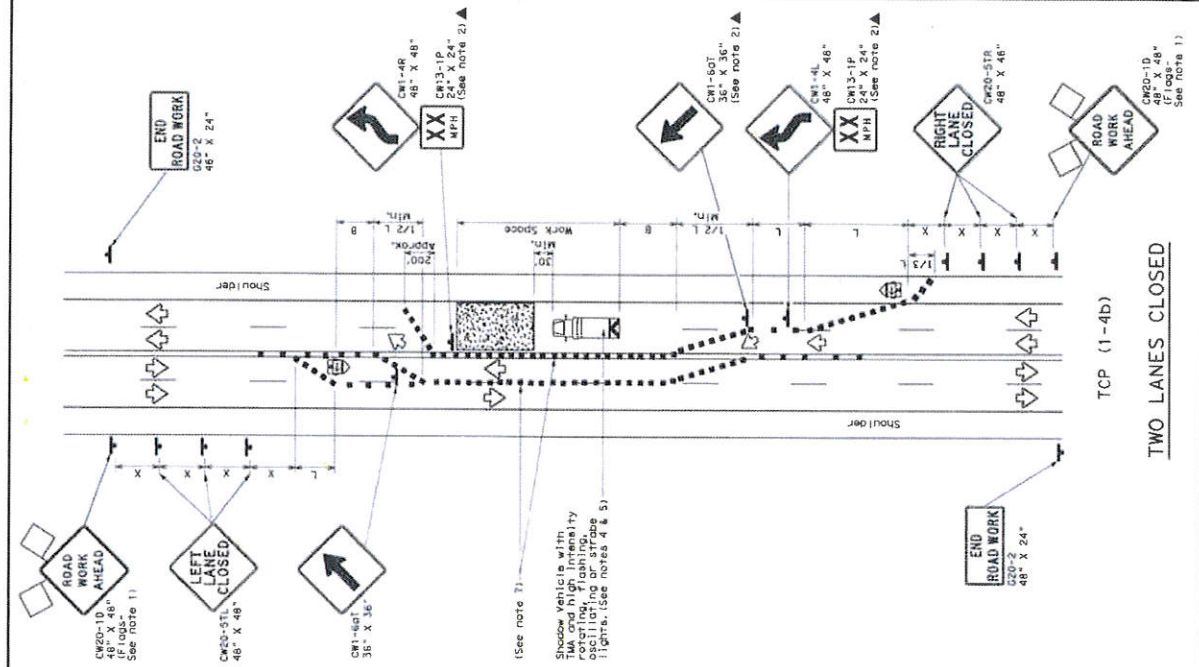 END
ROAD WORK
G20-2
48" X 24"
CW1-4R
48" X 48"
XX
MPH
CW13-1P
24" X 24"
(See note 2)▲
CW1-6aT
36" X 36"
(See note 2)▲
CW1-4L
48" X 48"
XX
MPH
CW13-1P
24" X 24"
(See note 2)▲
RIGHT
LANE
CLOSED
CW20-5TR
48" X 48"
ROAD
WORK
AHEAD
CW20-1D
48" X 48"
(Flags-
See note 1)
B
1/2 L
Min.
200'
Approx.
Work Space
30'
Min.
B
1/2 L
Min.
L
L
X
X
X
X
1/3 L
Shoulder
Shoulder
X
X
X
X
L
ROAD
WORK
AHEAD
CW20-1D
48" X 48"
(Flags-
See note 1)
LEFT
LANE
CLOSED
CW20-5TL
48" X 48"
CW1-6aT
36" X 36"
(See note 7)
Shadow Vehicle with
TMA and high intensity
rotating, flashing,
oscillating or strobe
lights. (See notes 4 & 5)
END
ROAD WORK
G20-2
48" X 24"
TCP (1-4b)
TWO LANES CLOSED